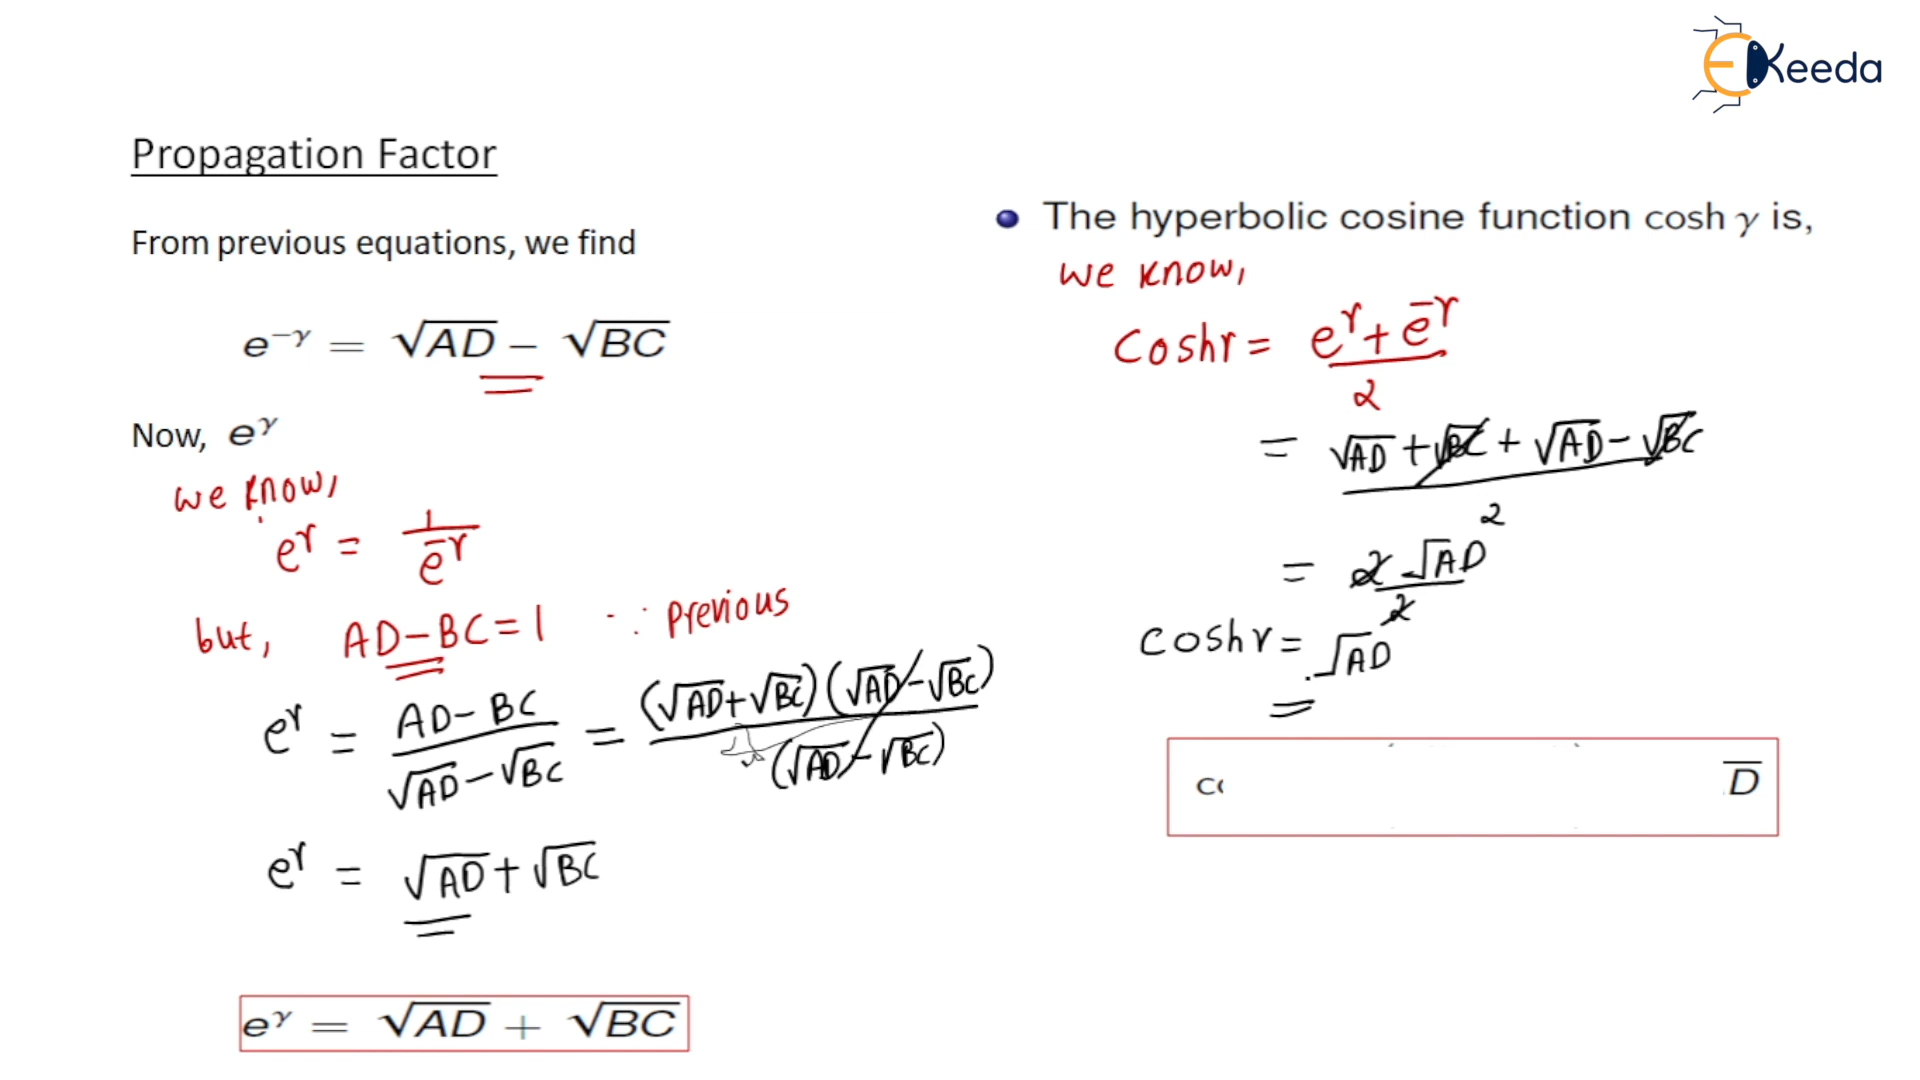 EKeeda
Propagation Factor
From previous equations, we find
e^{-γ} = √AD − √BC
Now, e^γ
we know,
e^γ = 1/e^{-γ}
but, AD−BC=1 ∵ previous
e^γ = (AD−BC)/(√AD−√BC) = (√AD+√BC)(√AD−√BC)/(√AD−√BC)
e^γ = √AD+√BC
e^γ = √AD + √BC
The hyperbolic cosine function cosh γ is,
we know,
Coshγ = (e^γ+e^{-γ})/2
= (√AD+√BC+√AD−√BC)/2
= 2√AD/2
coshγ = √AD
D